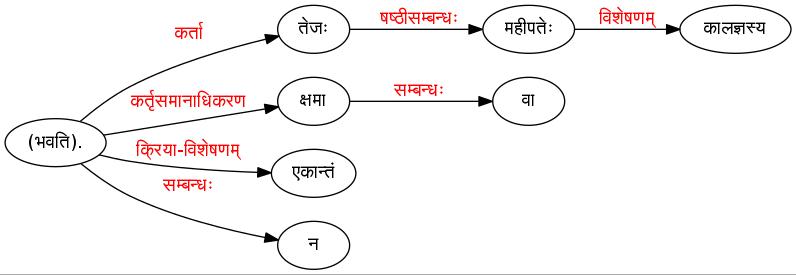 कर्ता
तेजः
षष्ठीसम्बन्धः
महीपतेः
विशेषणम्
कालज्ञस्य
(भवति).
कर्तृसमानाधिकरण
क्षमा
सम्बन्धः
वा
क्रिया-विशेषणम्
एकान्तं
सम्बन्धः
न